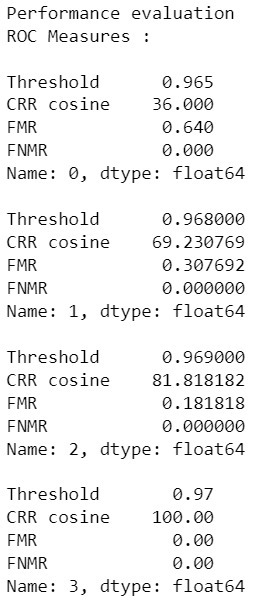 Performance evaluation
ROC Measures :
Threshold 0.965
CRR cosine 36.000
FMR 0.640
FNMR 0.000
Name: 0, dtype: float64
Threshold 0.968000
CRR cosine 69.230769
FMR 0.307692
FNMR 0.000000
Name: 1, dtype: float64
Threshold 0.969000
CRR cosine 81.818182
FMR 0.181818
FNMR 0.000000
Name: 2, dtype: float64
Threshold 0.97
CRR cosine 100.00
FMR 0.00
FNMR 0.00
Name: 3, dtype: float64